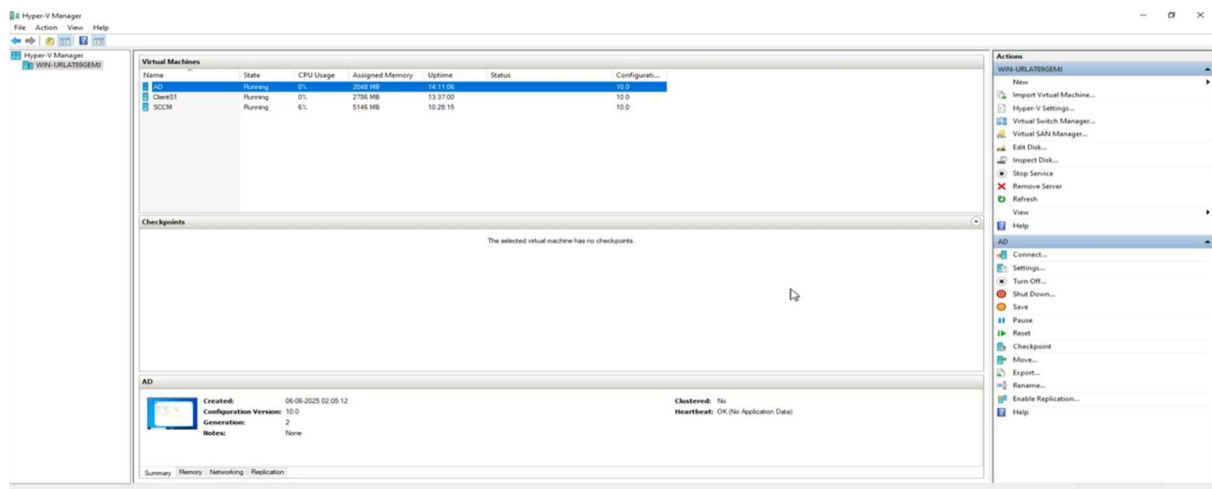 Hyper-V Manager
File Action View Help
Hyper-V Manager
WIN-URLAT89GEMJ
Virtual Machines
Name State CPU Usage Assigned Memory Uptime Status Configurati...
AD Running 0% 2048 MB 14:11:06 10.0
Client01 Running 0% 2786 MB 13:37:00 10.0
SCCM Running 6% 5146 MB 10:28:15 10.0
Checkpoints
The selected virtual machine has no checkpoints.
AD
Created: 06-06-2025 02:05:12
Configuration Version: 10.0
Generation: 2
Notes: None
Clustered: No
Heartbeat: OK (No Application Data)
Summary Memory Networking Replication
Actions
WIN-URLAT89GEMJ
New
Import Virtual Machine...
Hyper-V Settings...
Virtual Switch Manager...
Virtual SAN Manager...
Edit Disk...
Inspect Disk...
Stop Service
Remove Server
Refresh
View
Help
AD
Connect...
Settings...
Turn Off...
Shut Down...
Save
Pause
Reset
Checkpoint
Move...
Export...
Rename...
Enable Replication...
Help